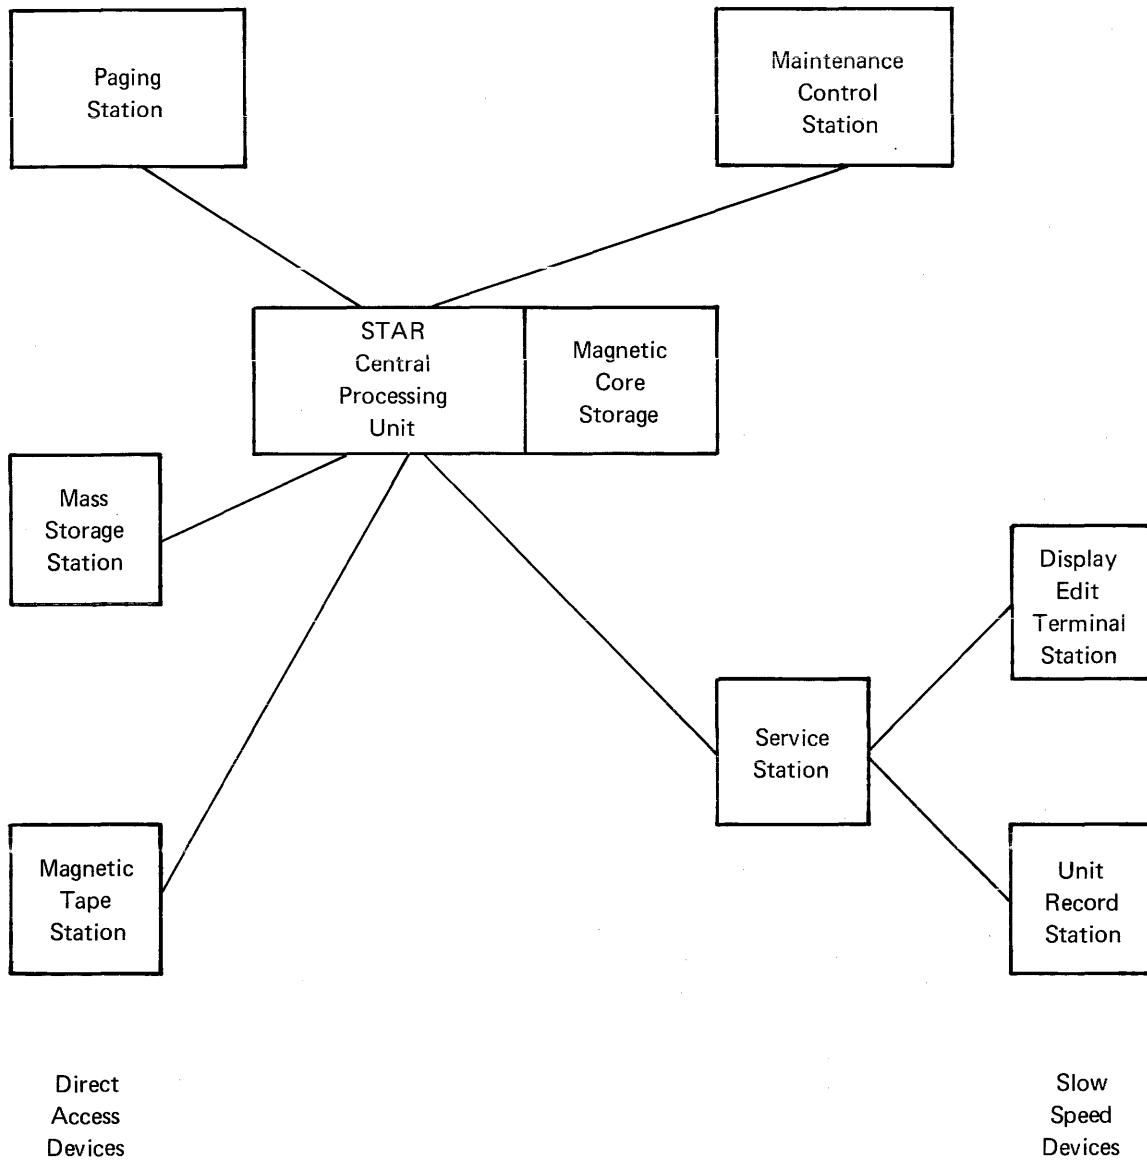 Paging
Station
Maintenance
Control
Station
STAR
Central
Processing
Unit
Magnetic
Core
Storage
Mass
Storage
Station
Display
Edit
Terminal
Station
Service
Station
Magnetic
Tape
Station
Unit
Record
Station
Direct
Access
Devices
Slow
Speed
Devices